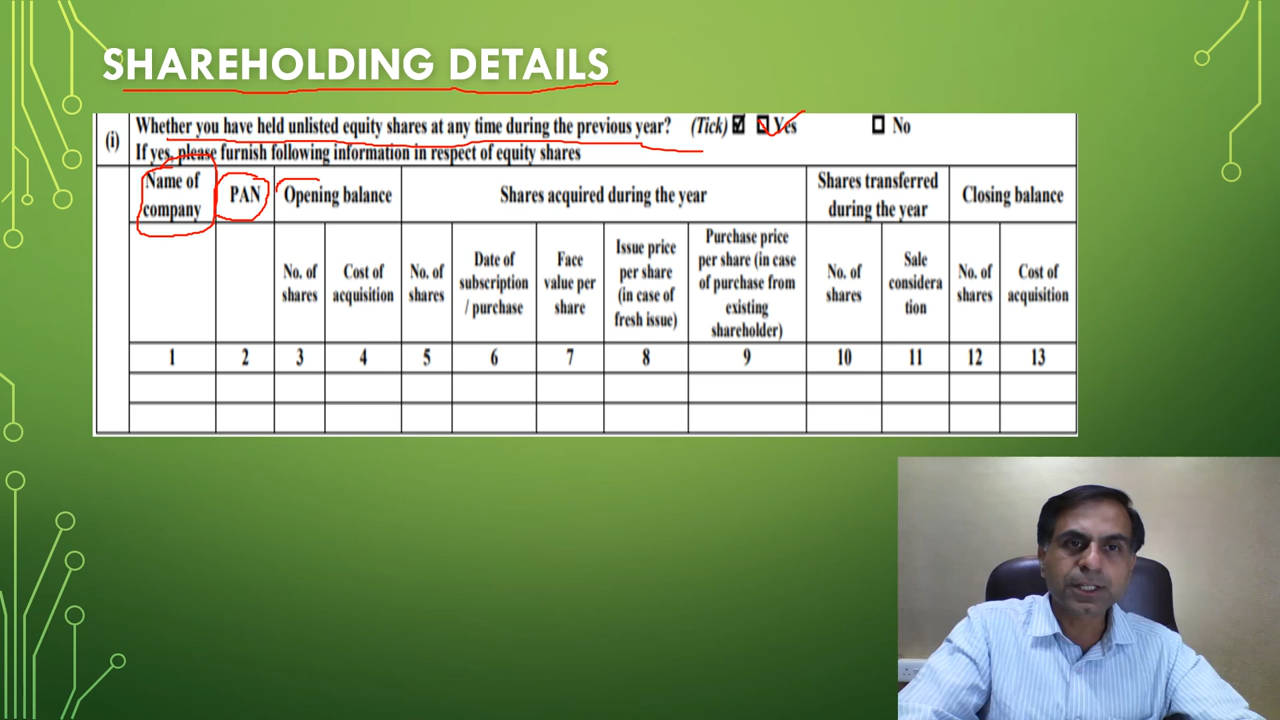 SHAREHOLDING DETAILS
(i)
Whether you have held unlisted equity shares at any time during the previous year? (Tick) ☑ ☐ Yes ☐ No
If yes, please furnish following information in respect of equity shares
Name of company PAN Opening balance Shares acquired during the year Shares transferred during the year Closing balance
No. of shares
Cost of acquisition
No. of shares
Date of subscription / purchase
Face value per share
Issue price per share (in case of fresh issue)
Purchase price per share (in case of purchase from existing shareholder)
No. of shares
Sale considera tion
No. of shares
Cost of acquisition
1 2 3 4 5 6 7 8 9 10 11 12 13